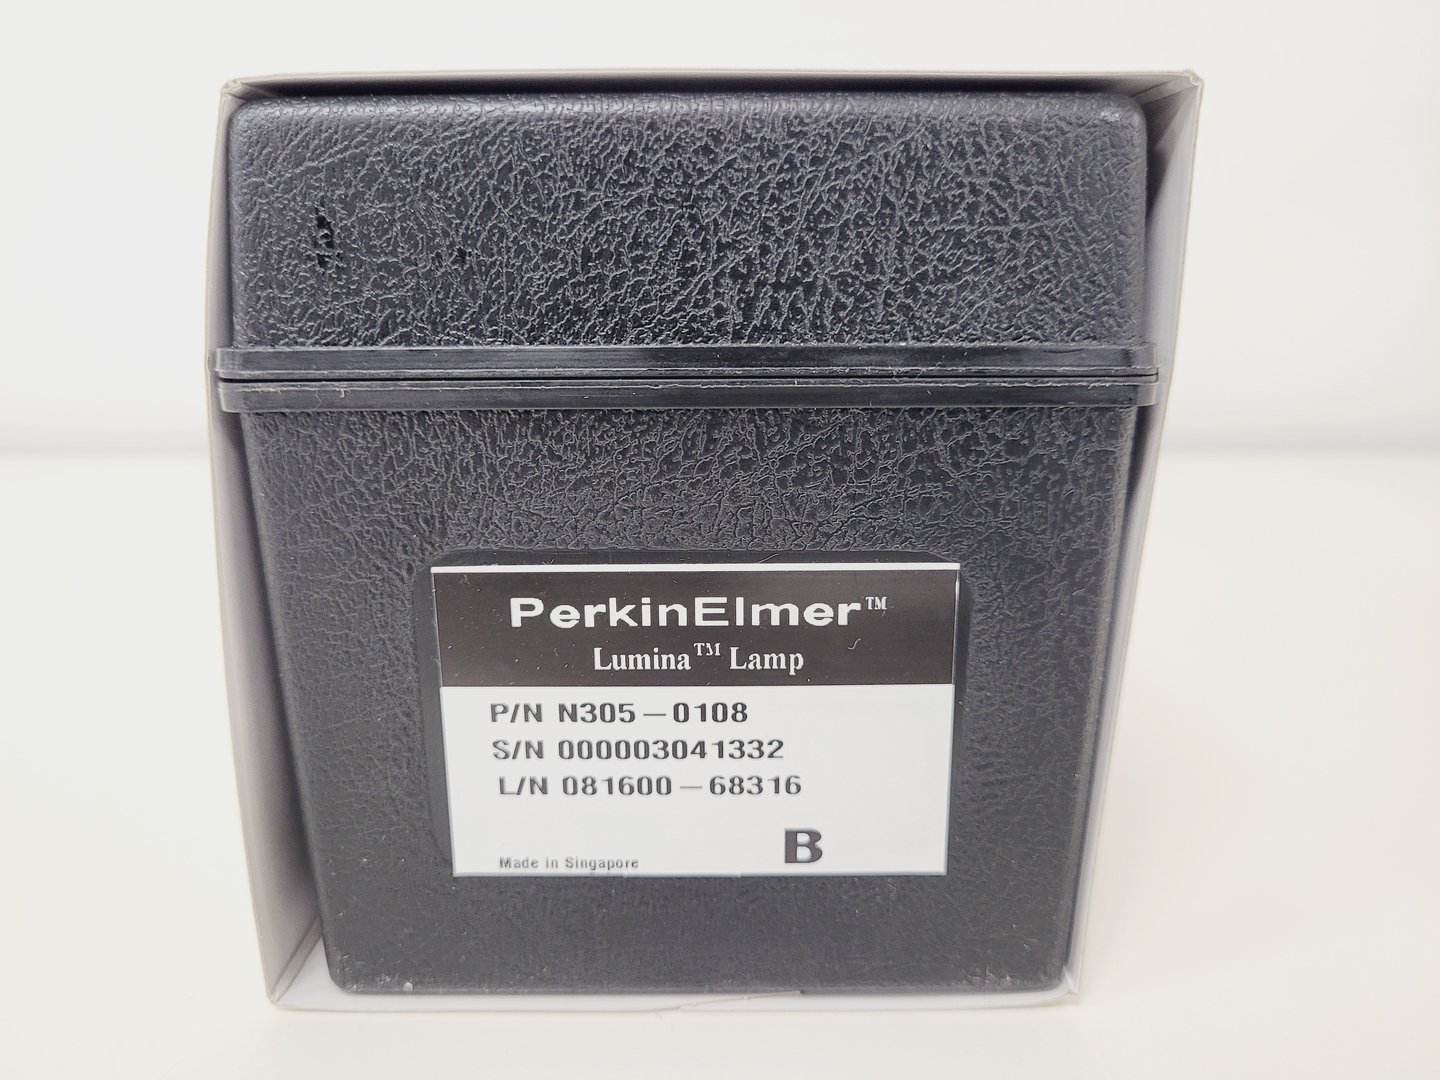 PerkinElmer™
Lumina™ Lamp
P/N N305-0108
S/N 000003041332
L/N 081600-68316
B
Made in Singapore